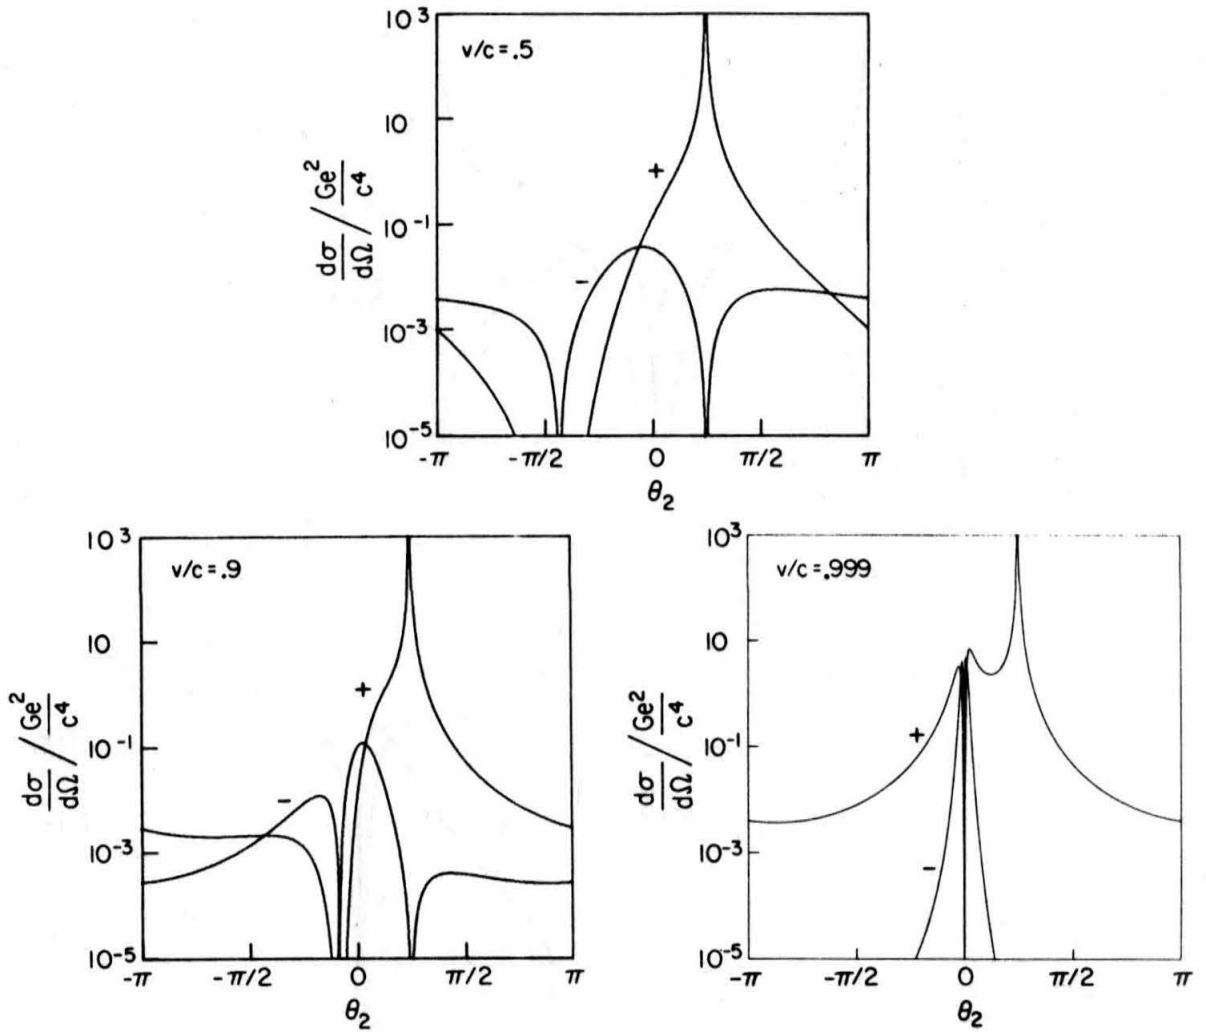 10³
v/c = .5
10
+
dσ/dΩ / Ge²/c⁴
10⁻¹
−
10⁻³
10⁻⁵
-π -π/2 0 π/2 π
θ₂
10³
v/c = .9
10
+
dσ/dΩ / Ge²/c⁴
10⁻¹
−
10⁻³
10⁻⁵
-π -π/2 0 π/2 π
θ₂
10³
v/c = .999
10
dσ/dΩ / Ge²/c⁴
+
10⁻¹
10⁻³
−
10⁻⁵
-π -π/2 0 π/2 π
θ₂